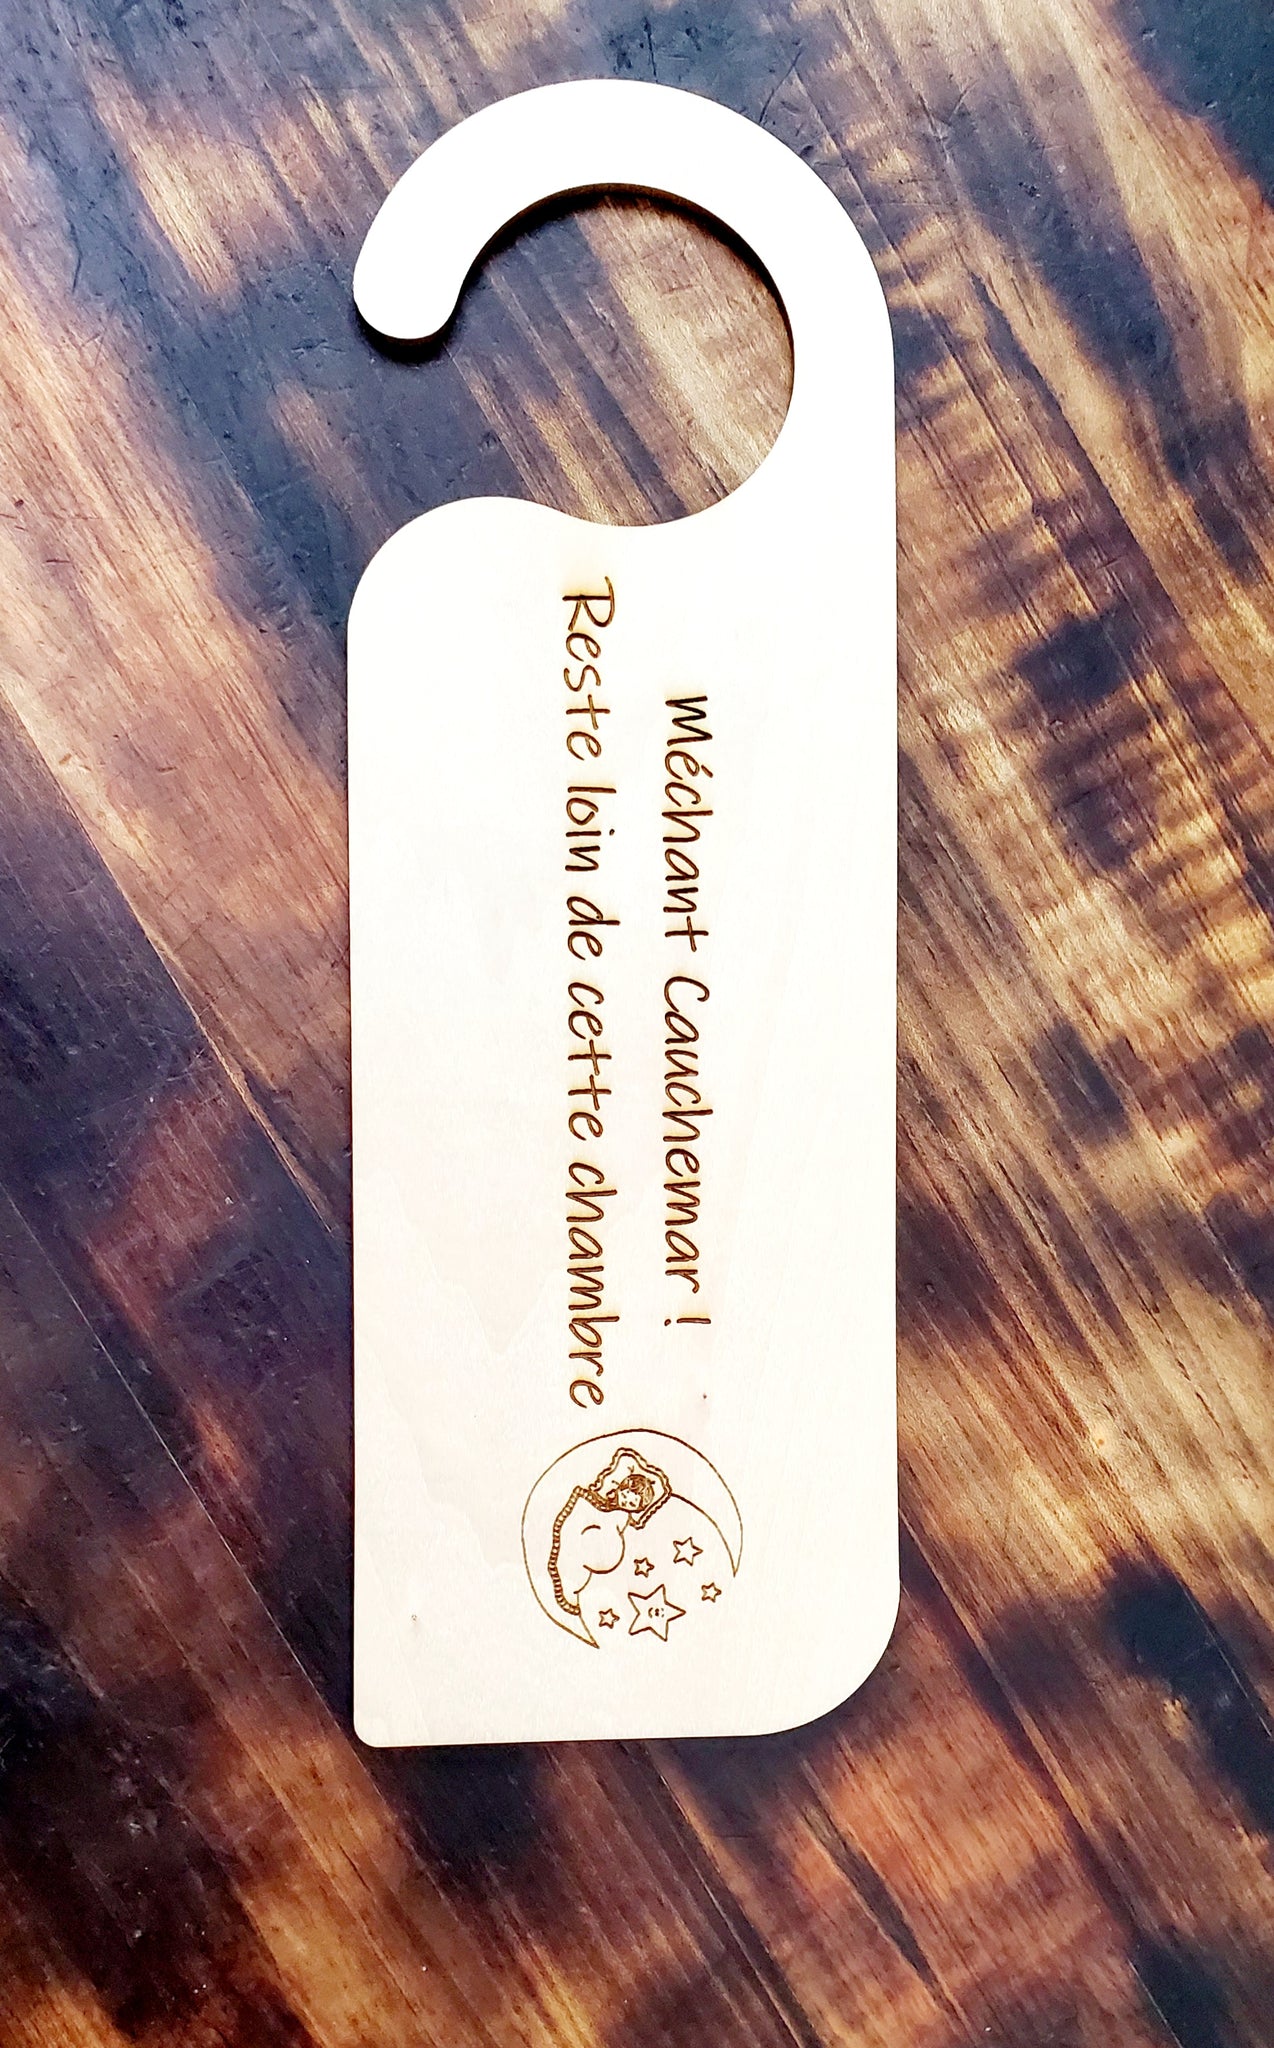 Méchant Cauchemar !
Reste loin de cette chambre